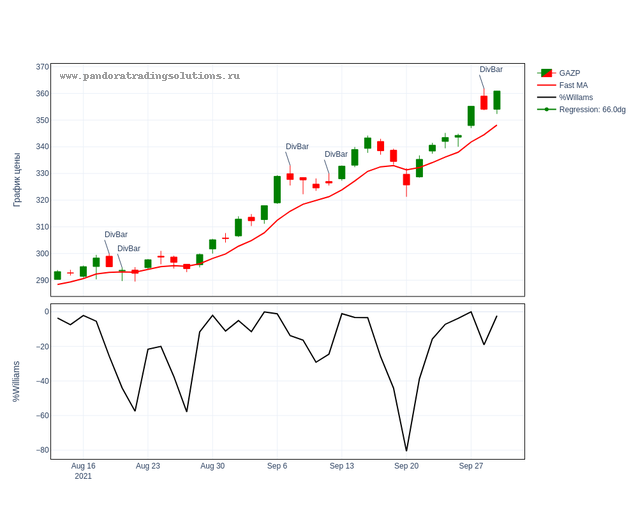 370
360
350
340
330
320
310
300
290
График цены
www.pandoratradingsolutions.ru
DivBar
DivBar
DivBar
DivBar
DivBar
GAZP
Fast MA
%Willams
Regression: 66.0dg
0
−20
−40
−60
−80
%Williams
Aug 16
2021
Aug 23
Aug 30
Sep 6
Sep 13
Sep 20
Sep 27